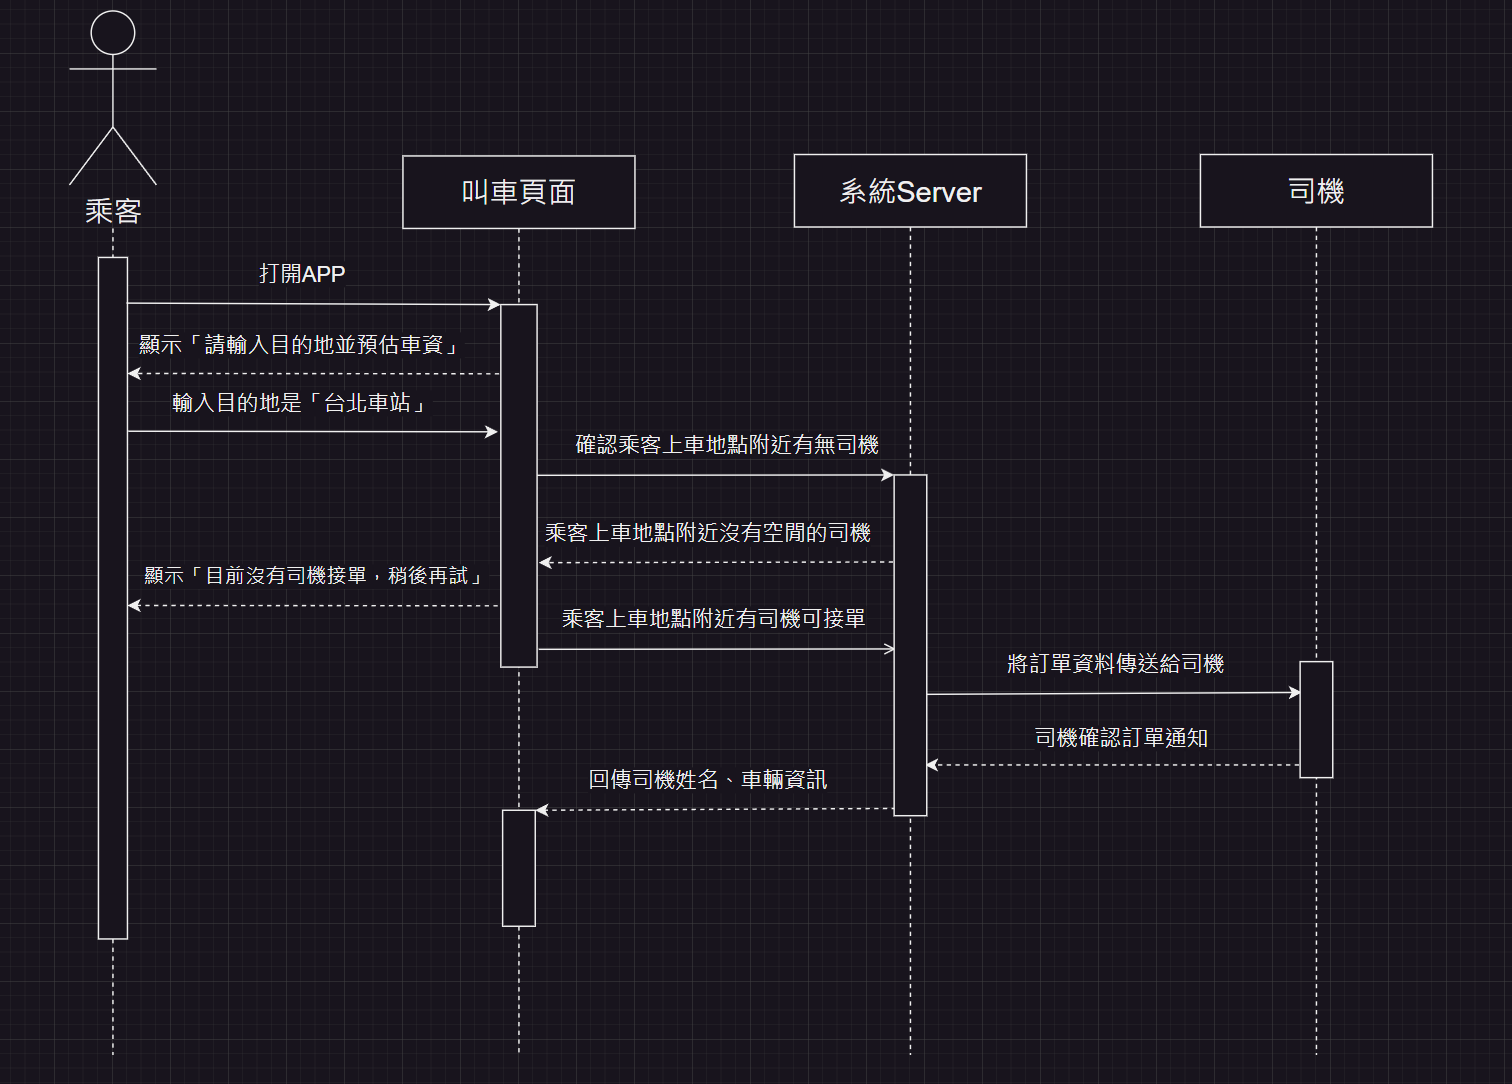 乘客
叫車頁面
系統Server
司機
打開APP
顯示「請輸入目的地並預估車資」
輸入目的地是「台北車站」
確認乘客上車地點附近有無司機
乘客上車地點附近沒有空閒的司機
顯示「目前沒有司機接單，稍後再試」
乘客上車地點附近有司機可接單
將訂單資料傳送給司機
司機確認訂單通知
回傳司機姓名、車輛資訊